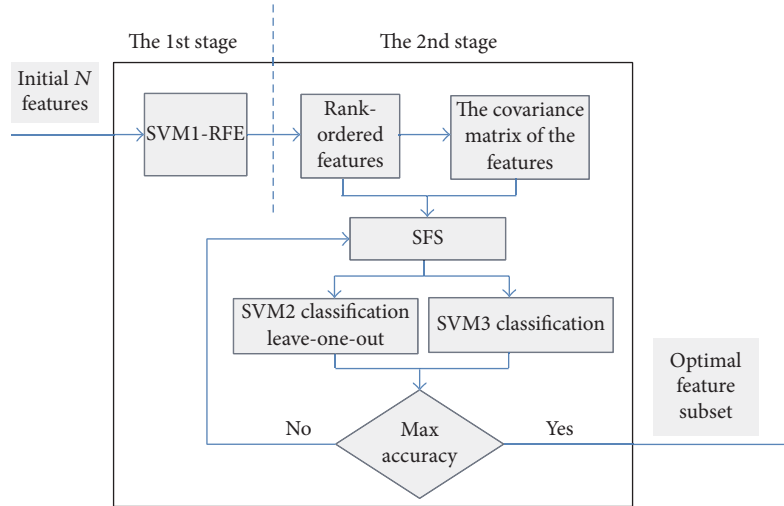 The 1st stage
The 2nd stage
Initial N
features
SVM1-RFE
Rank-
ordered
features
The covariance
matrix of the
features
SFS
SVM2 classification
leave-one-out
SVM3 classification
Optimal
feature
subset
No
Max
accuracy
Yes